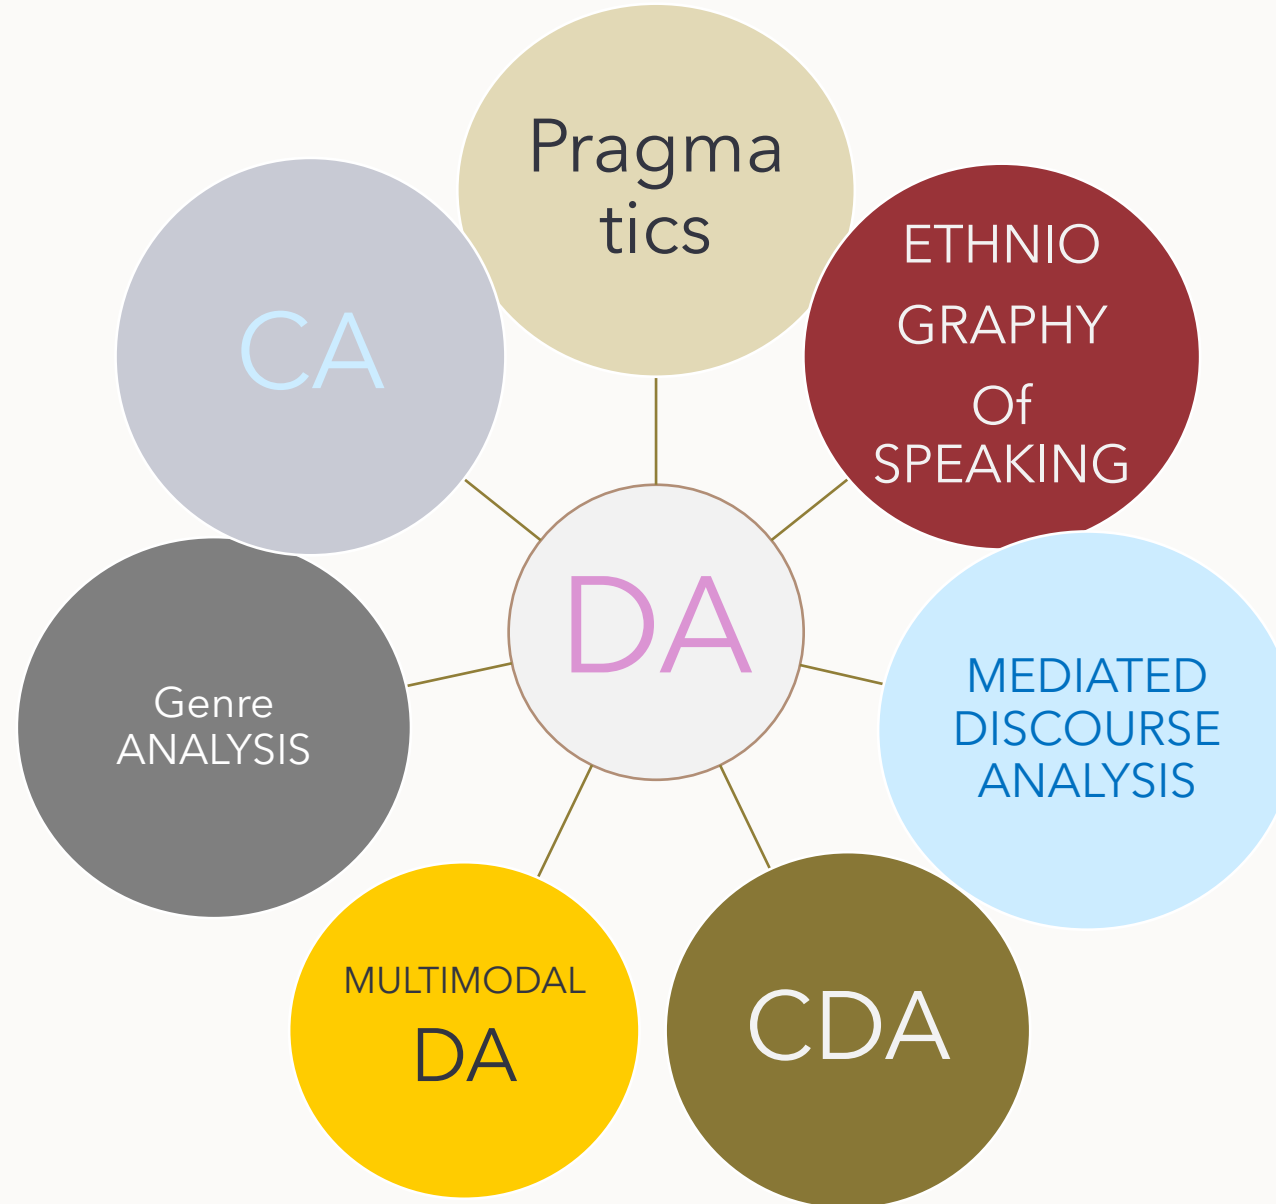 Pragma
tics
ETHNIO
GRAPHY
Of
SPEAKING
MEDIATED
DISCOURSE
ANALYSIS
CDA
MULTIMODAL
DA
Genre
ANALYSIS
CA
DA